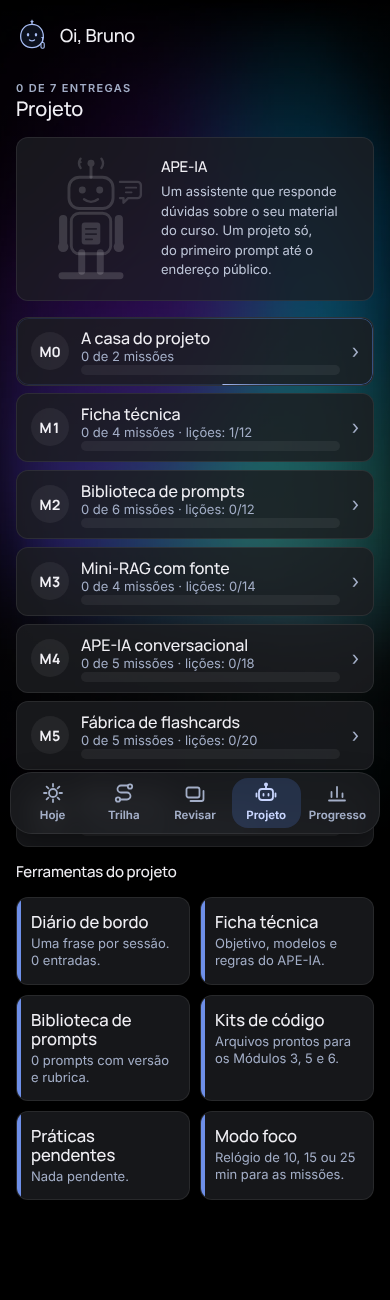 Oi, Bruno
0 DE 7 ENTREGAS
Projeto
APE-IA
Um assistente que responde
dúvidas sobre o seu material
do curso. Um projeto só,
do primeiro prompt até o
endereço público.
M0
A casa do projeto
0 de 2 missões
M1
Ficha técnica
0 de 4 missões · lições: 1/12
M2
Biblioteca de prompts
0 de 6 missões · lições: 0/12
M3
Mini-RAG com fonte
0 de 4 missões · lições: 0/14
M4
APE-IA conversacional
0 de 5 missões · lições: 0/18
M5
Fábrica de flashcards
0 de 5 missões · lições: 0/20
Hoje
Trilha
Revisar
Projeto
Progresso
Ferramentas do projeto
Diário de bordo
Uma frase por sessão.
0 entradas.
Ficha técnica
Objetivo, modelos e
regras do APE-IA.
Biblioteca de
prompts
0 prompts com versão
e rubrica.
Kits de código
Arquivos prontos para
os Módulos 3, 5 e 6.
Práticas
pendentes
Nada pendente.
Modo foco
Relógio de 10, 15 ou 25
min para as missões.